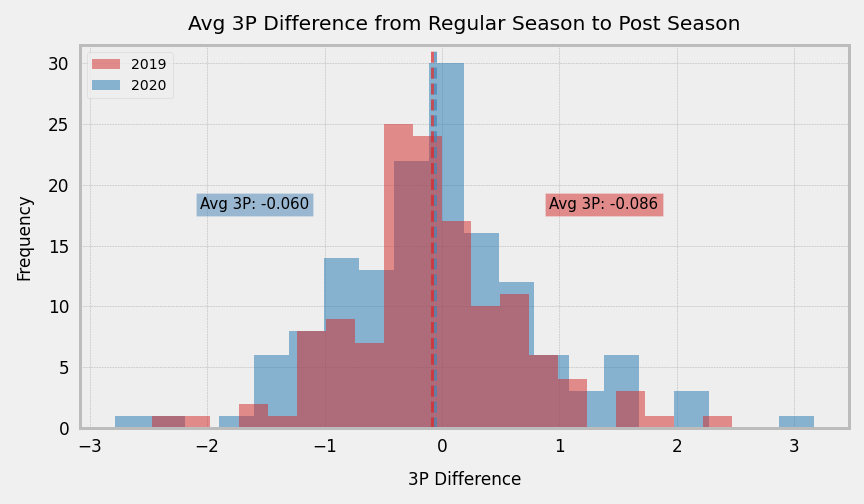 Avg 3P Difference from Regular Season to Post Season
2019
2020
30
25
20
15
10
5
0
Frequency
Avg 3P: -0.060
Avg 3P: -0.086
−3 −2 −1 0 1 2 3
3P Difference